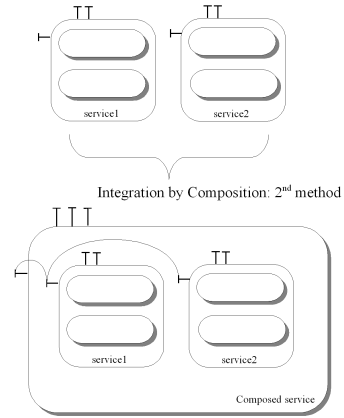 service1
service2
Integration by Composition: 2nd method
service1
service2
Composed service